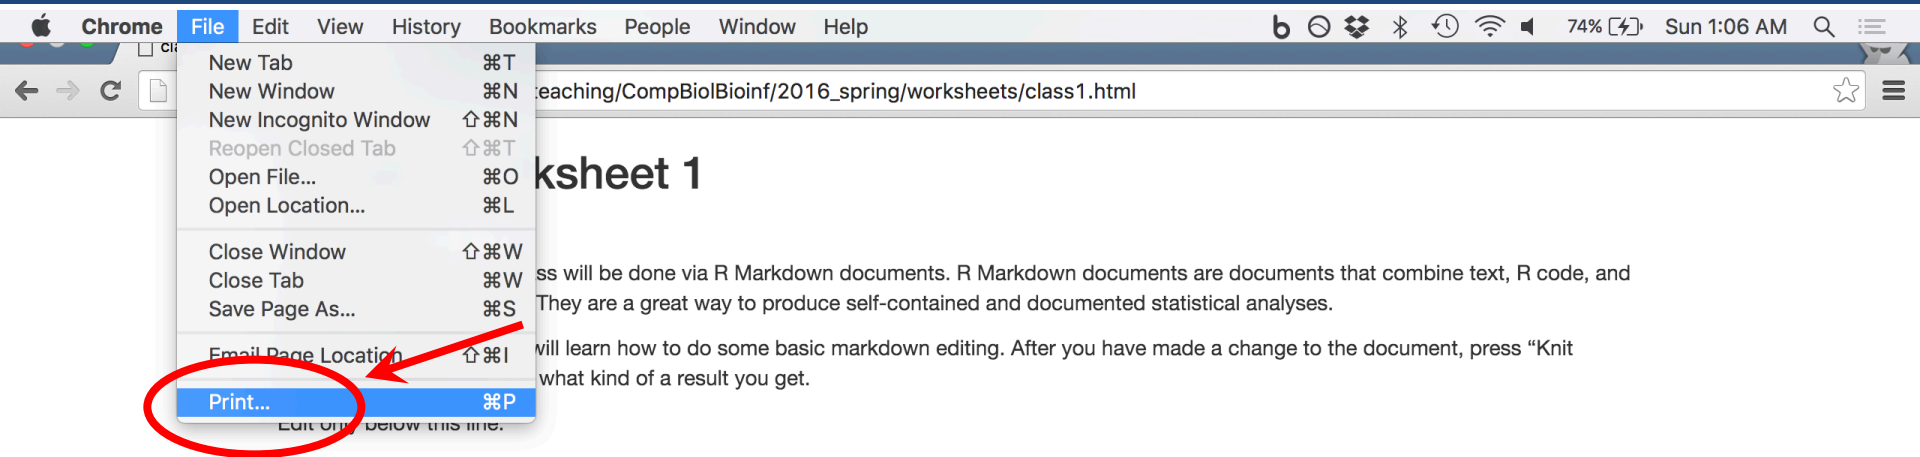 Chrome File Edit View History Bookmarks People Window Help 74% Sun 1:06 AM
New Tab ⌘T
New Window ⌘N
New Incognito Window ⇧⌘N
Reopen Closed Tab ⇧⌘T
Open File... ⌘O
Open Location... ⌘L
Close Window ⇧⌘W
Close Tab ⌘W
Save Page As... ⌘S
Email Page Location ⇧⌘I
Print... ⌘P
eaching/CompBiolBioinf/2016_spring/worksheets/class1.html
ksheet 1
ss will be done via R Markdown documents. R Markdown documents are documents that combine text, R code, and
They are a great way to produce self-contained and documented statistical analyses.
will learn how to do some basic markdown editing. After you have made a change to the document, press “Knit
what kind of a result you get.
Edit only below this line.